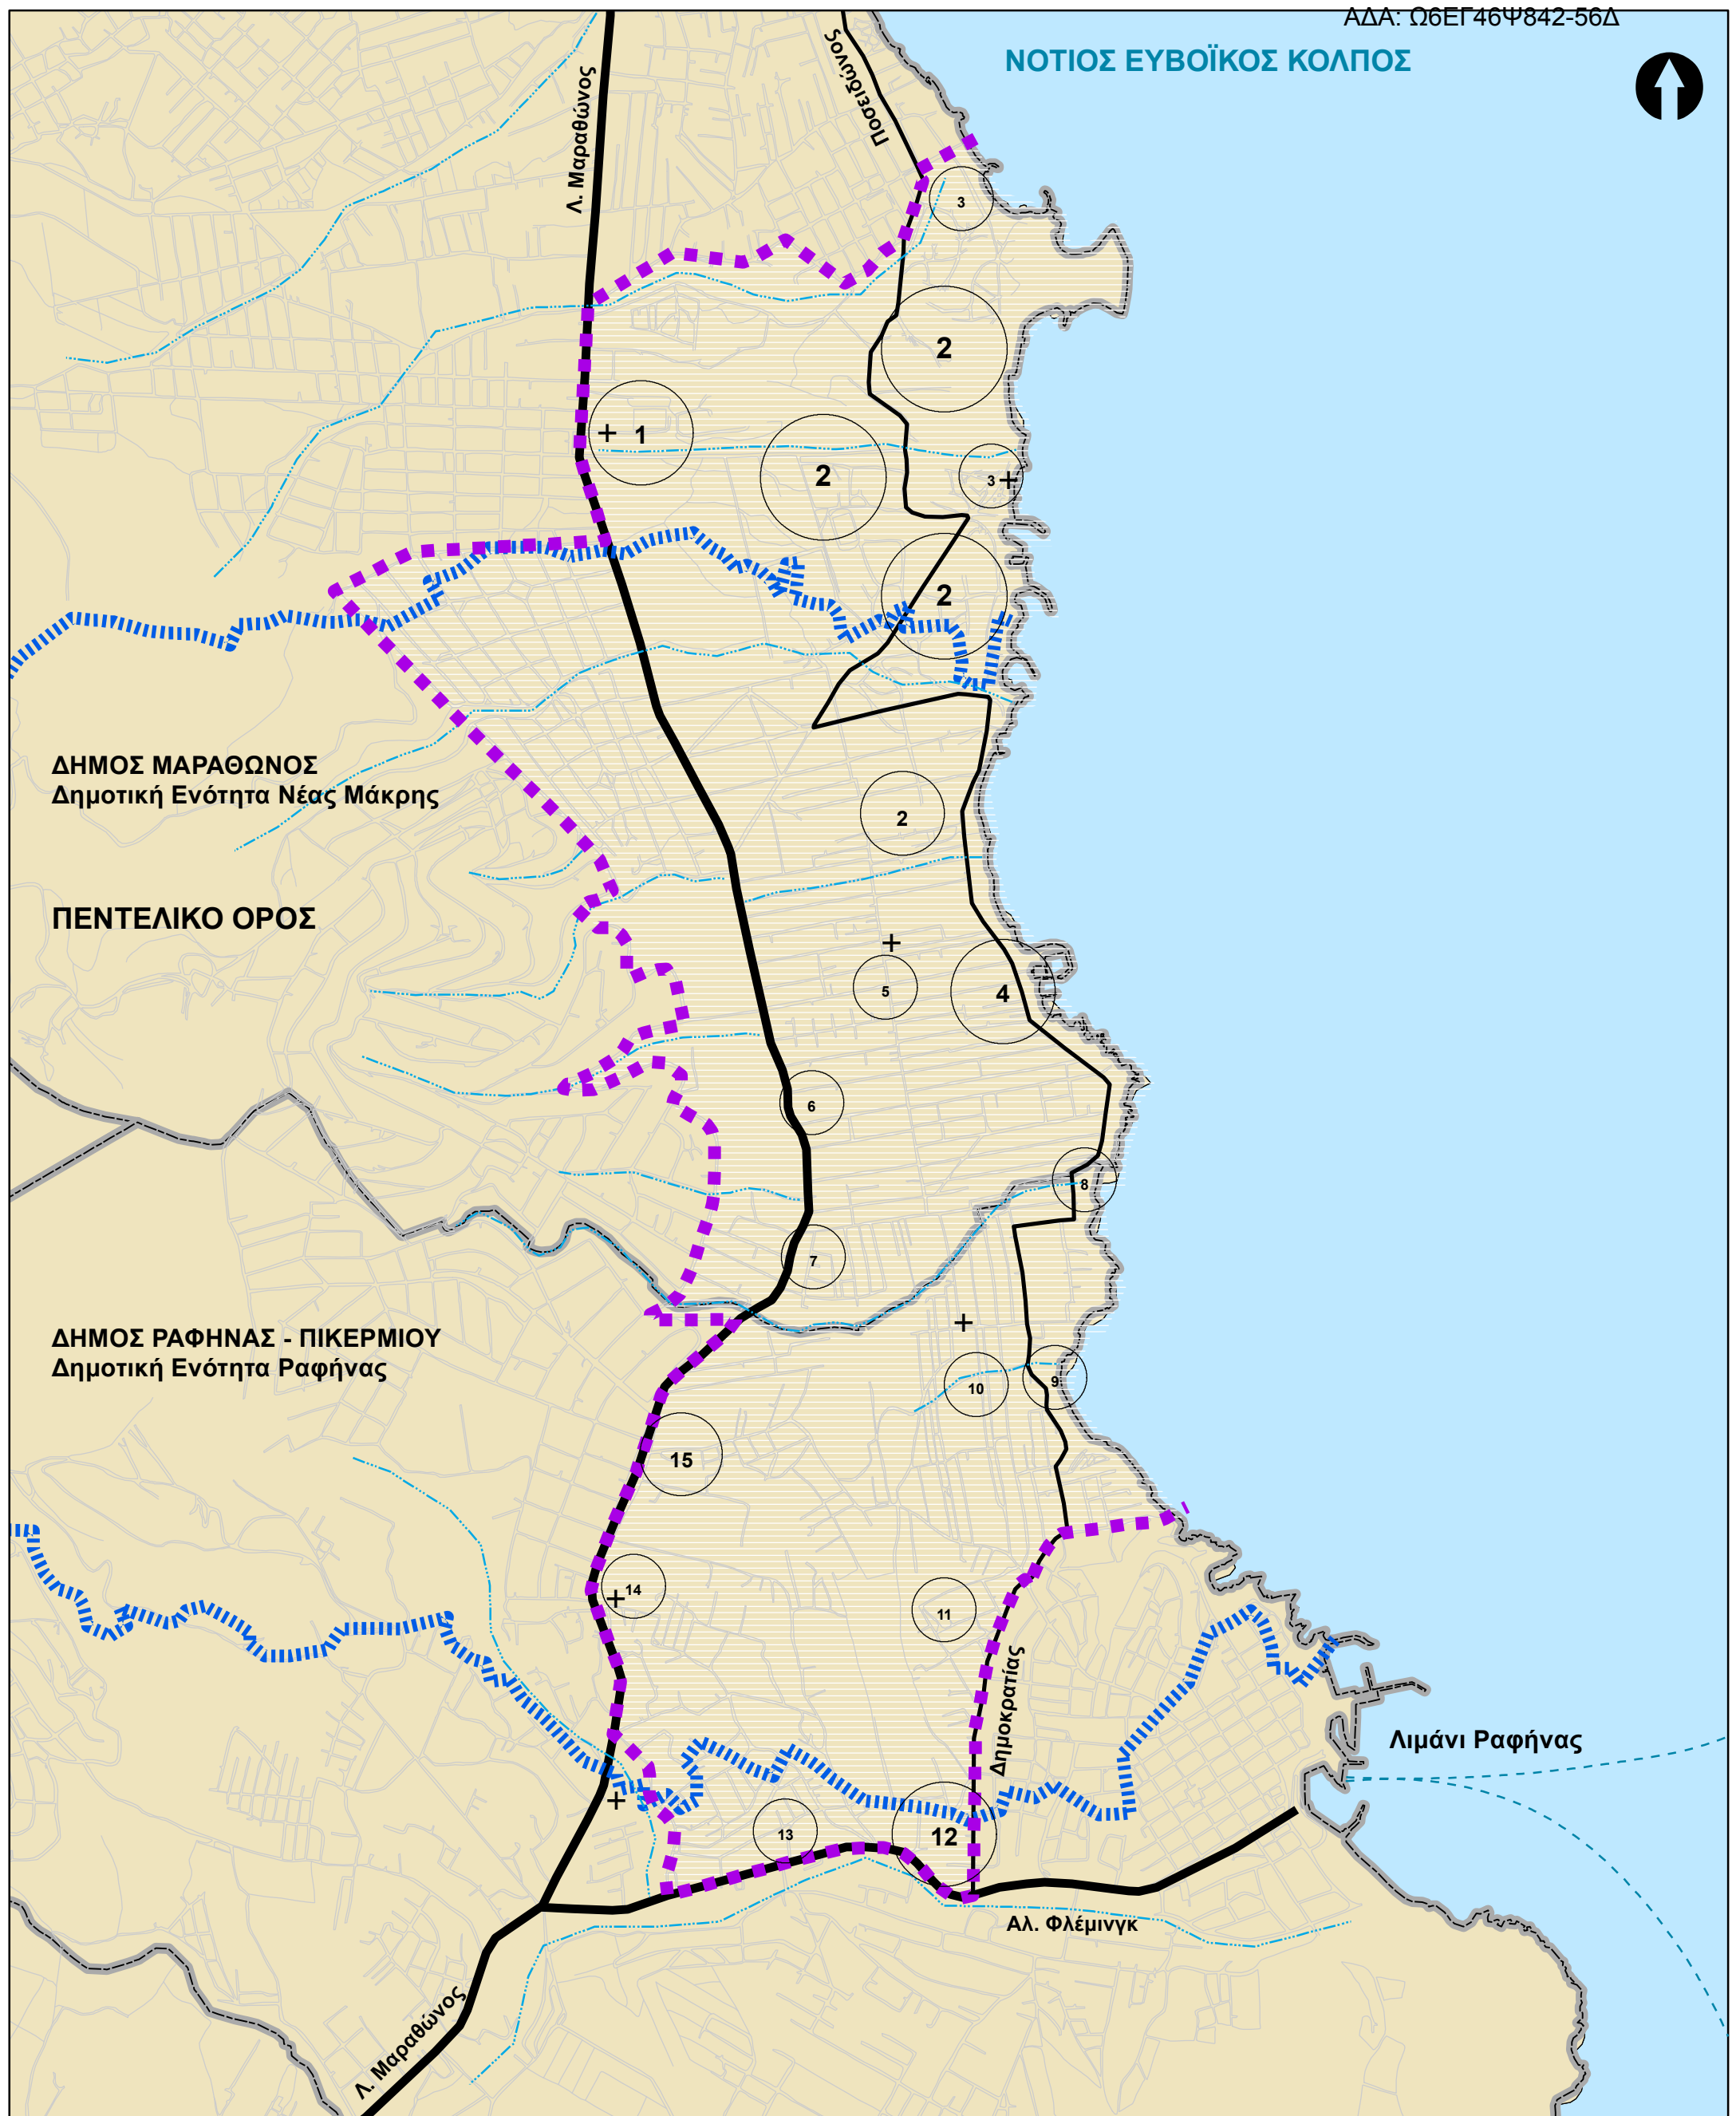 ΑΔΑ: Ω6ΕΓ46Ψ842-56Δ
ΝΟΤΙΟΣ ΕΥΒΟΪΚΟΣ ΚΟΛΠΟΣ
Ποσειδώνος
Λ. Μαραθώνος
3
2
1
2
3
2
ΔΗΜΟΣ ΜΑΡΑΘΩΝΟΣ
Δημοτική Ενότητα Νέας Μάκρης
2
ΠΕΝΤΕΛΙΚΟ ΟΡΟΣ
5
4
6
8
7
ΔΗΜΟΣ ΡΑΦΗΝΑΣ - ΠΙΚΕΡΜΙΟΥ
Δημοτική Ενότητα Ραφήνας
10
9
15
14
11
Δημοκρατίας
Λιμάνι Ραφήνας
13
12
Αλ. Φλέμινγκ
Λ. Μαραθώνος